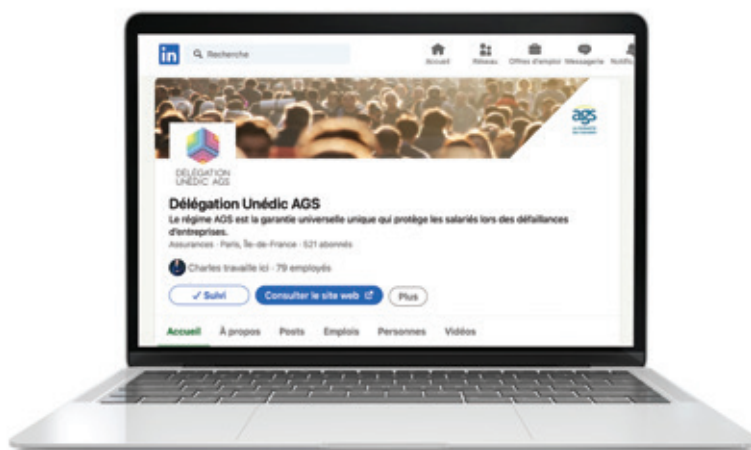 in Recherche
Accueil Réseau Offres d'emploi Messagerie Notific
ags
DÉLÉGATION
UNÉDIC AGS
Délégation Unédic AGS
Le régime AGS est la garantie universelle unique qui protège les salariés lors des défaillances
d'entreprises.
Assurances · Paris, Île-de-France · 521 abonnés
Charles travaille ici · 79 employés
✓ Suivi Consulter le site web Plus
Accueil À propos Posts Emplois Personnes Vidéos